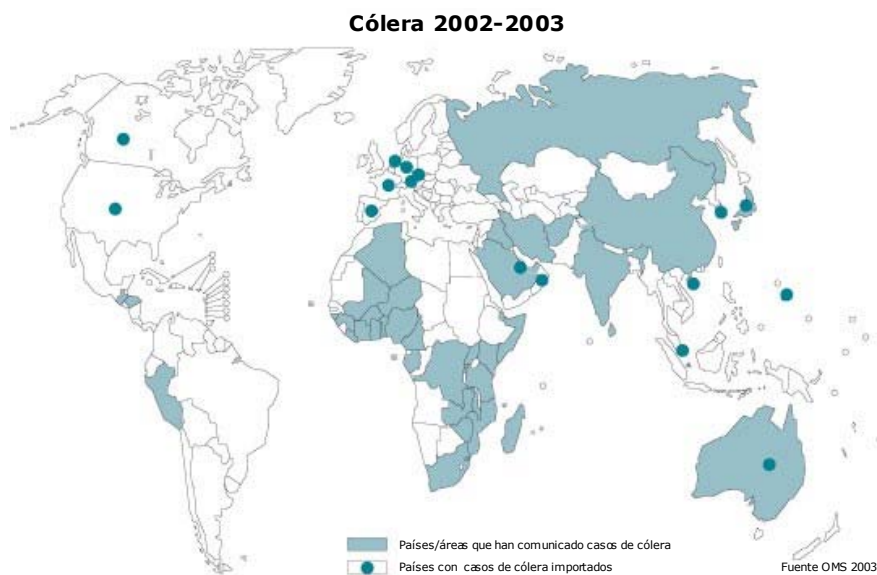 Cólera 2002-2003
Países/áreas que han comunicado casos de cólera
Países con casos de cólera importados
Fuente OMS 2003